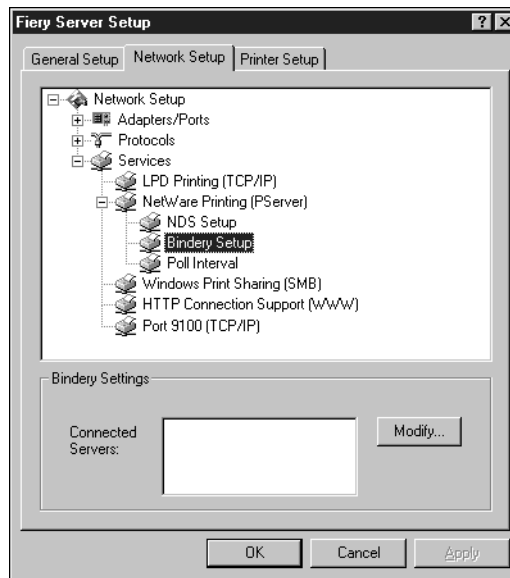 Fiery Server Setup
? X
General Setup Network Setup Printer Setup
Network Setup
Adapters/Ports
Protocols
Services
LPD Printing (TCP/IP)
NetWare Printing (PServer)
NDS Setup
Bindery Setup
Poll Interval
Windows Print Sharing (SMB)
HTTP Connection Support (WWW)
Port 9100 (TCP/IP)
Bindery Settings
Connected
Servers:
Modify...
OK Cancel Apply